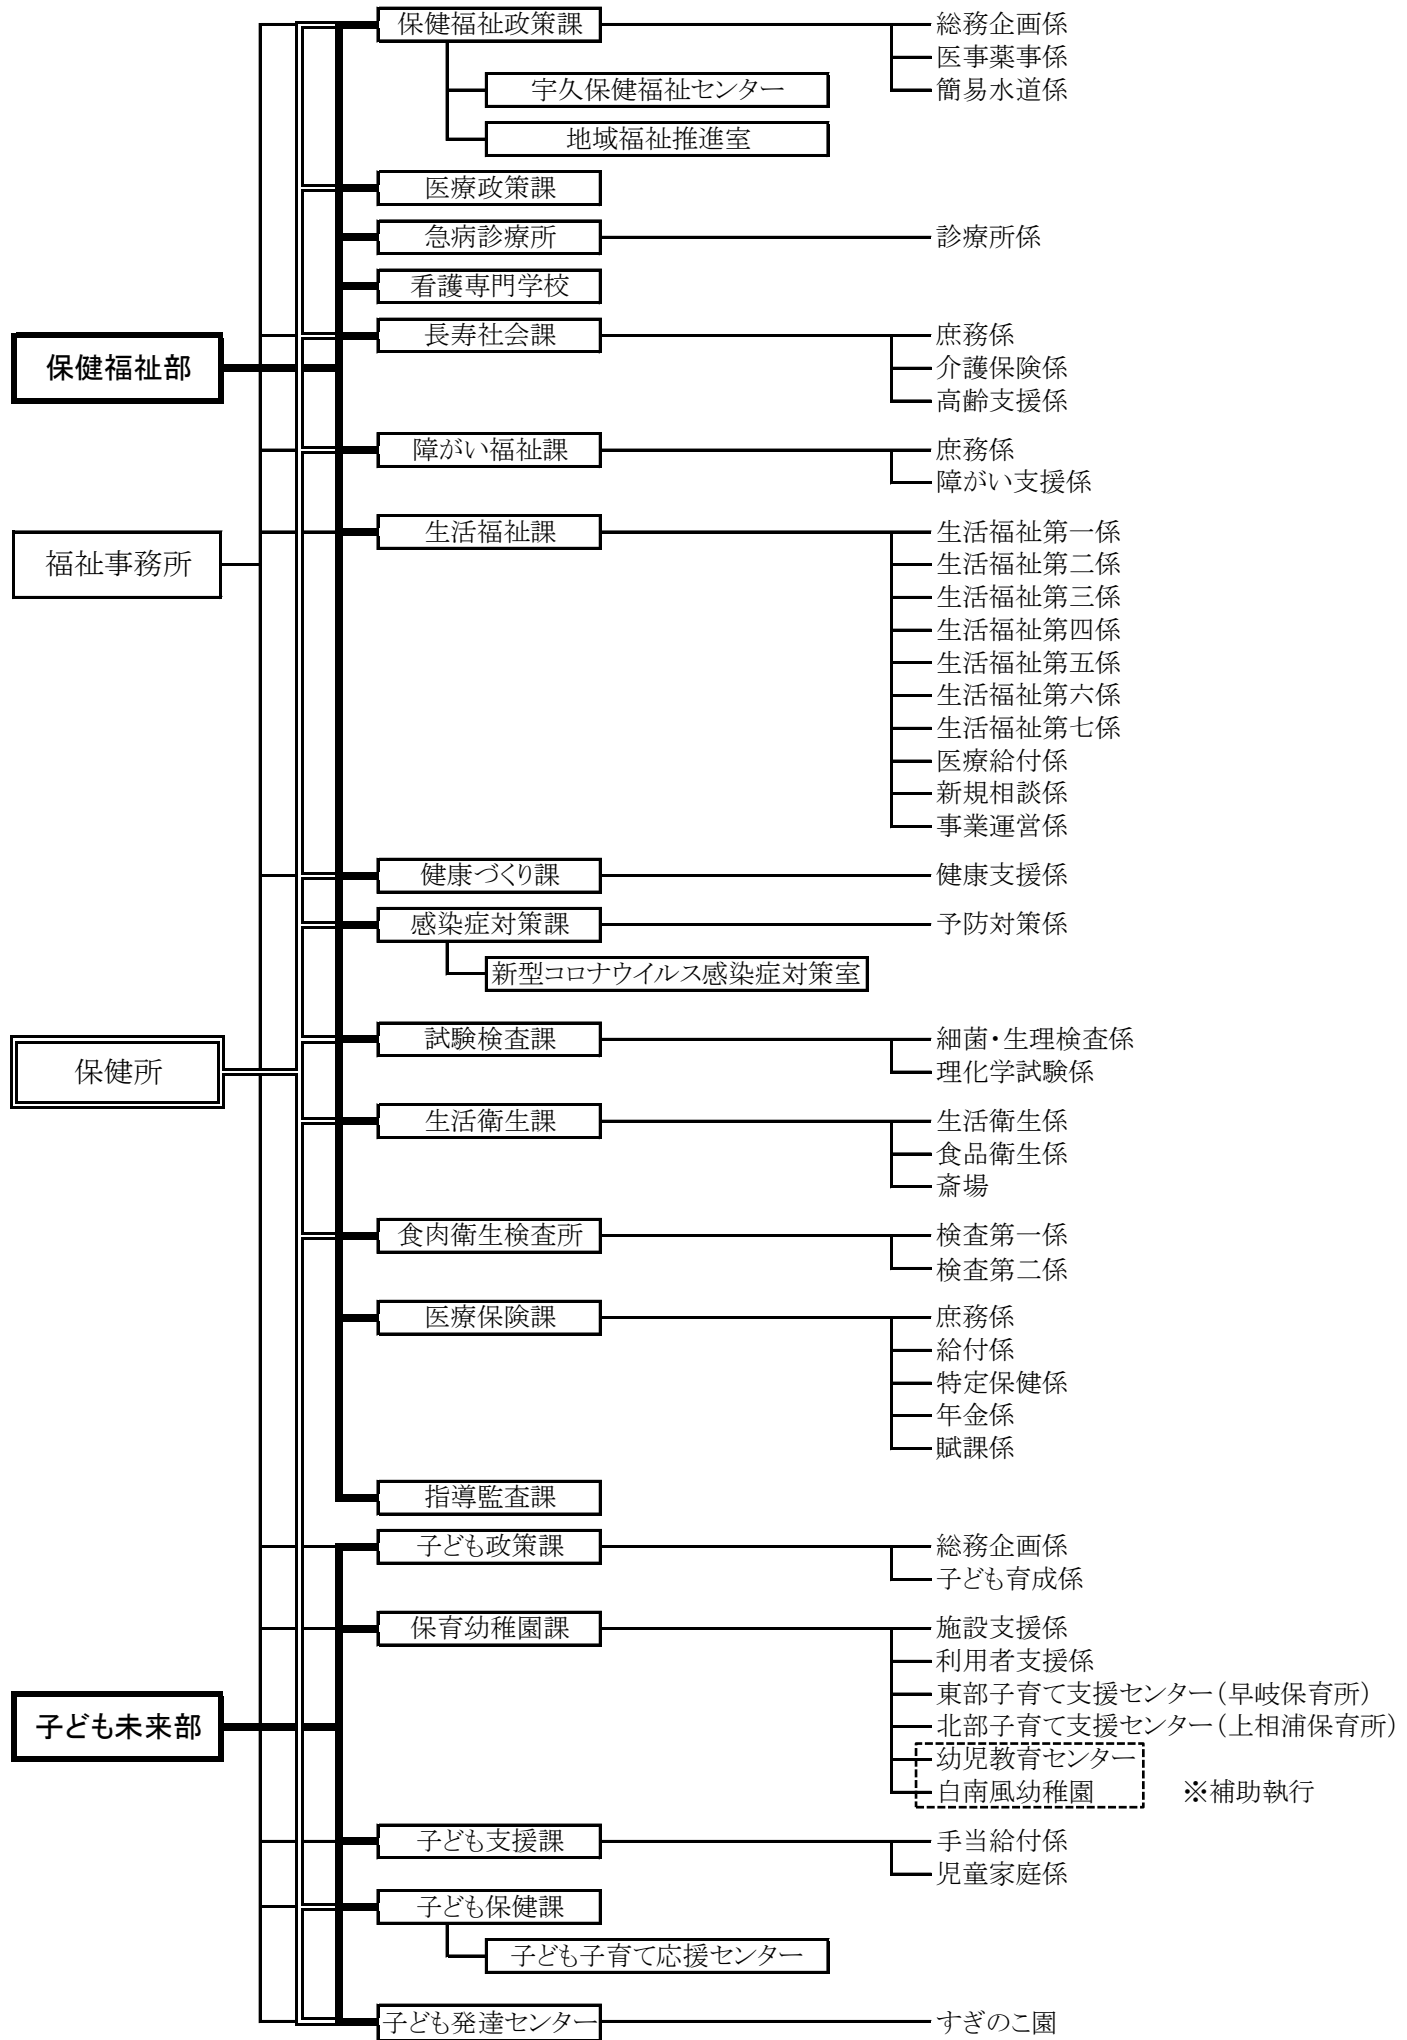 保健福祉政策課
総務企画係
医事薬事係
簡易水道係
宇久保健福祉センター
地域福祉推進室
医療政策課
急病診療所
診療所係
看護専門学校
保健福祉部
長寿社会課
庶務係
介護保険係
高齢支援係
障がい福祉課
庶務係
障がい支援係
福祉事務所
生活福祉課
生活福祉第一係
生活福祉第二係
生活福祉第三係
生活福祉第四係
生活福祉第五係
生活福祉第六係
生活福祉第七係
医療給付係
新規相談係
事業運営係
健康づくり課
健康支援係
感染症対策課
予防対策係
新型コロナウイルス感染症対策室
保健所
試験検査課
細菌・生理検査係
理化学試験係
生活衛生課
生活衛生係
食品衛生係
斎場
食肉衛生検査所
検査第一係
検査第二係
医療保険課
庶務係
給付係
特定保健係
年金係
賦課係
指導監査課
子ども政策課
総務企画係
子ども育成係
子ども未来部
保育幼稚園課
施設支援係
利用者支援係
東部子育て支援センター(早岐保育所)
北部子育て支援センター(上相浦保育所)
幼児教育センター
白南風幼稚園 ※補助執行
子ども支援課
手当給付係
児童家庭係
子ども保健課
子ども子育て応援センター
子ども発達センター
すぎのこ園